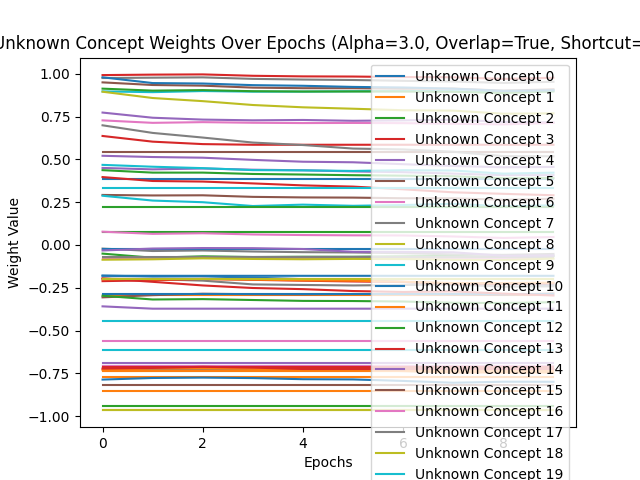 Unknown Concept Weights Over Epochs (Alpha=3.0, Overlap=True, Shortcut=
1.00
0.75
0.50
0.25
0.00
−0.25
−0.50
−0.75
−1.00
Weight Value
0
2
4
6
8
Epochs
Unknown Concept 0
Unknown Concept 1
Unknown Concept 2
Unknown Concept 3
Unknown Concept 4
Unknown Concept 5
Unknown Concept 6
Unknown Concept 7
Unknown Concept 8
Unknown Concept 9
Unknown Concept 10
Unknown Concept 11
Unknown Concept 12
Unknown Concept 13
Unknown Concept 14
Unknown Concept 15
Unknown Concept 16
Unknown Concept 17
Unknown Concept 18
Unknown Concept 19